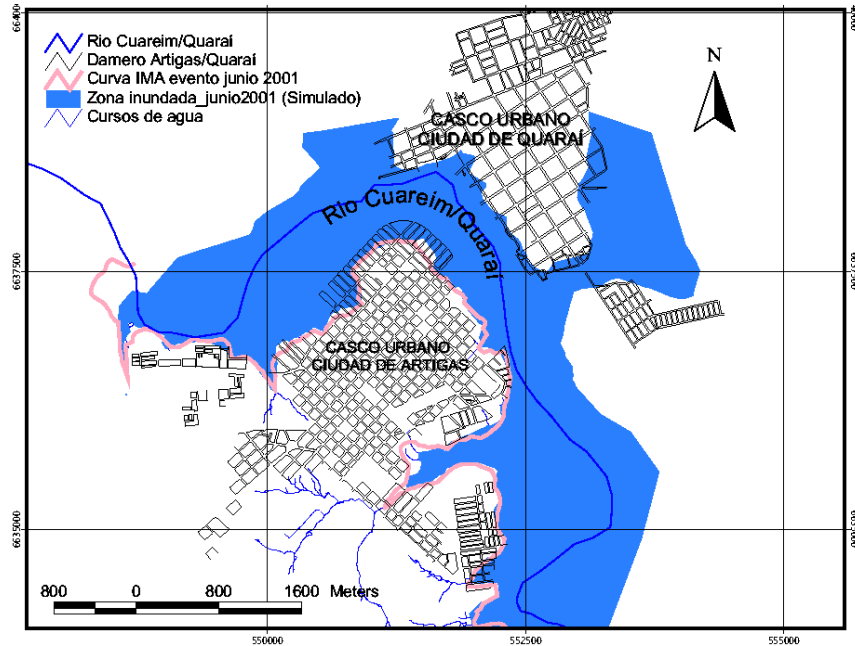 66400
Rio Cuareim/Quaraí
Damero Artigas/Quaraí
Curva IMA evento junio 2001
Zona inundada_junio2001 (Simulado)
Cursos de agua
N
CASCO URBANO
CIUDAD DE QUARAÍ
Rio Cuareim/Quaraí
6637500
CASCO URBANO
CIUDAD DE ARTIGAS
6635000
800 0 800 1600 Meters
550000 552500 555000